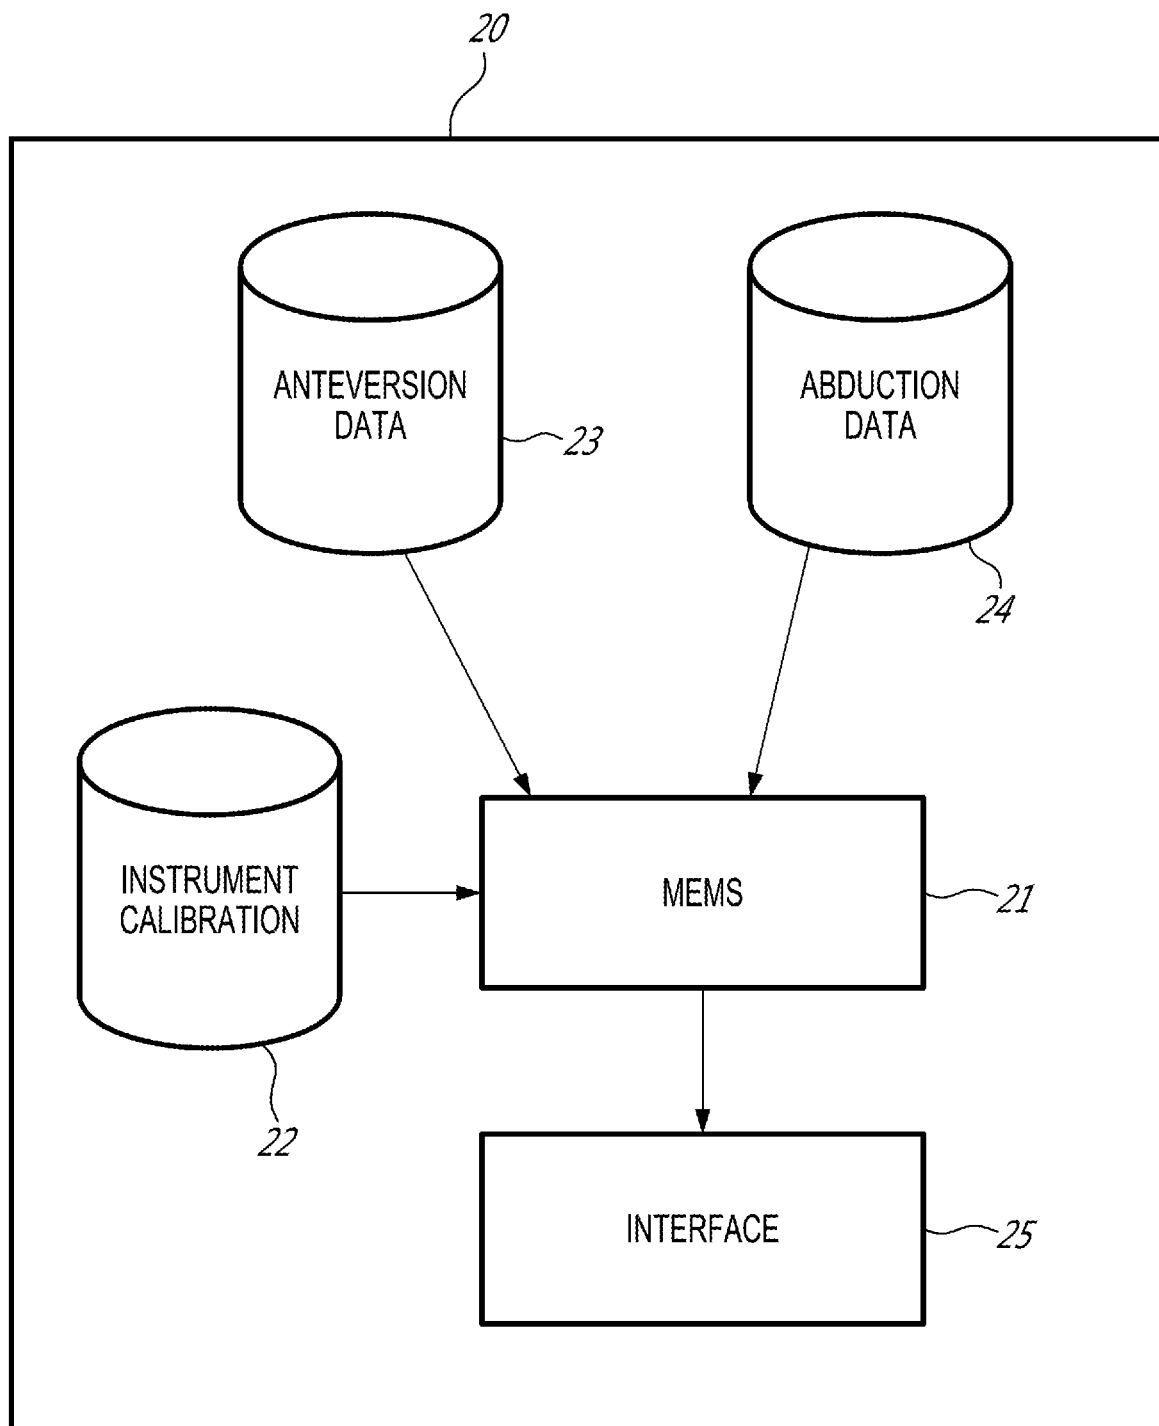 20
ANTEVERSION
DATA
23
ABDUCTION
DATA
24
INSTRUMENT
CALIBRATION
22
MEMS
21
INTERFACE
25